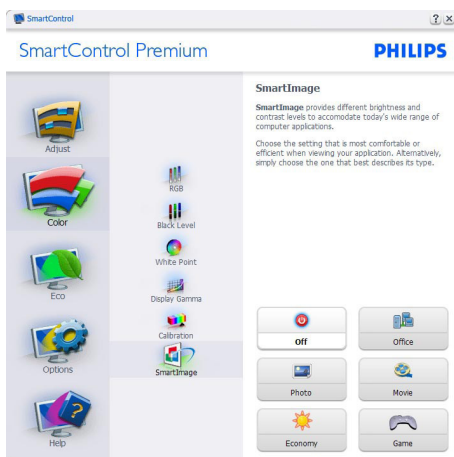 SmartControl
SmartControl Premium
PHILIPS
Adjust
Color
Eco
Options
Help
RGB
Black Level
White Point
Display Gamma
Calibration
SmartImage
SmartImage
SmartImage provides different brightness and
contrast levels to accomodate today's wide range of
computer applications.
Choose the setting that is most comfortable or
efficient when viewing your application. Alternatively,
simply choose the one that best describes its type.
Off
Office
Photo
Movie
Economy
Game